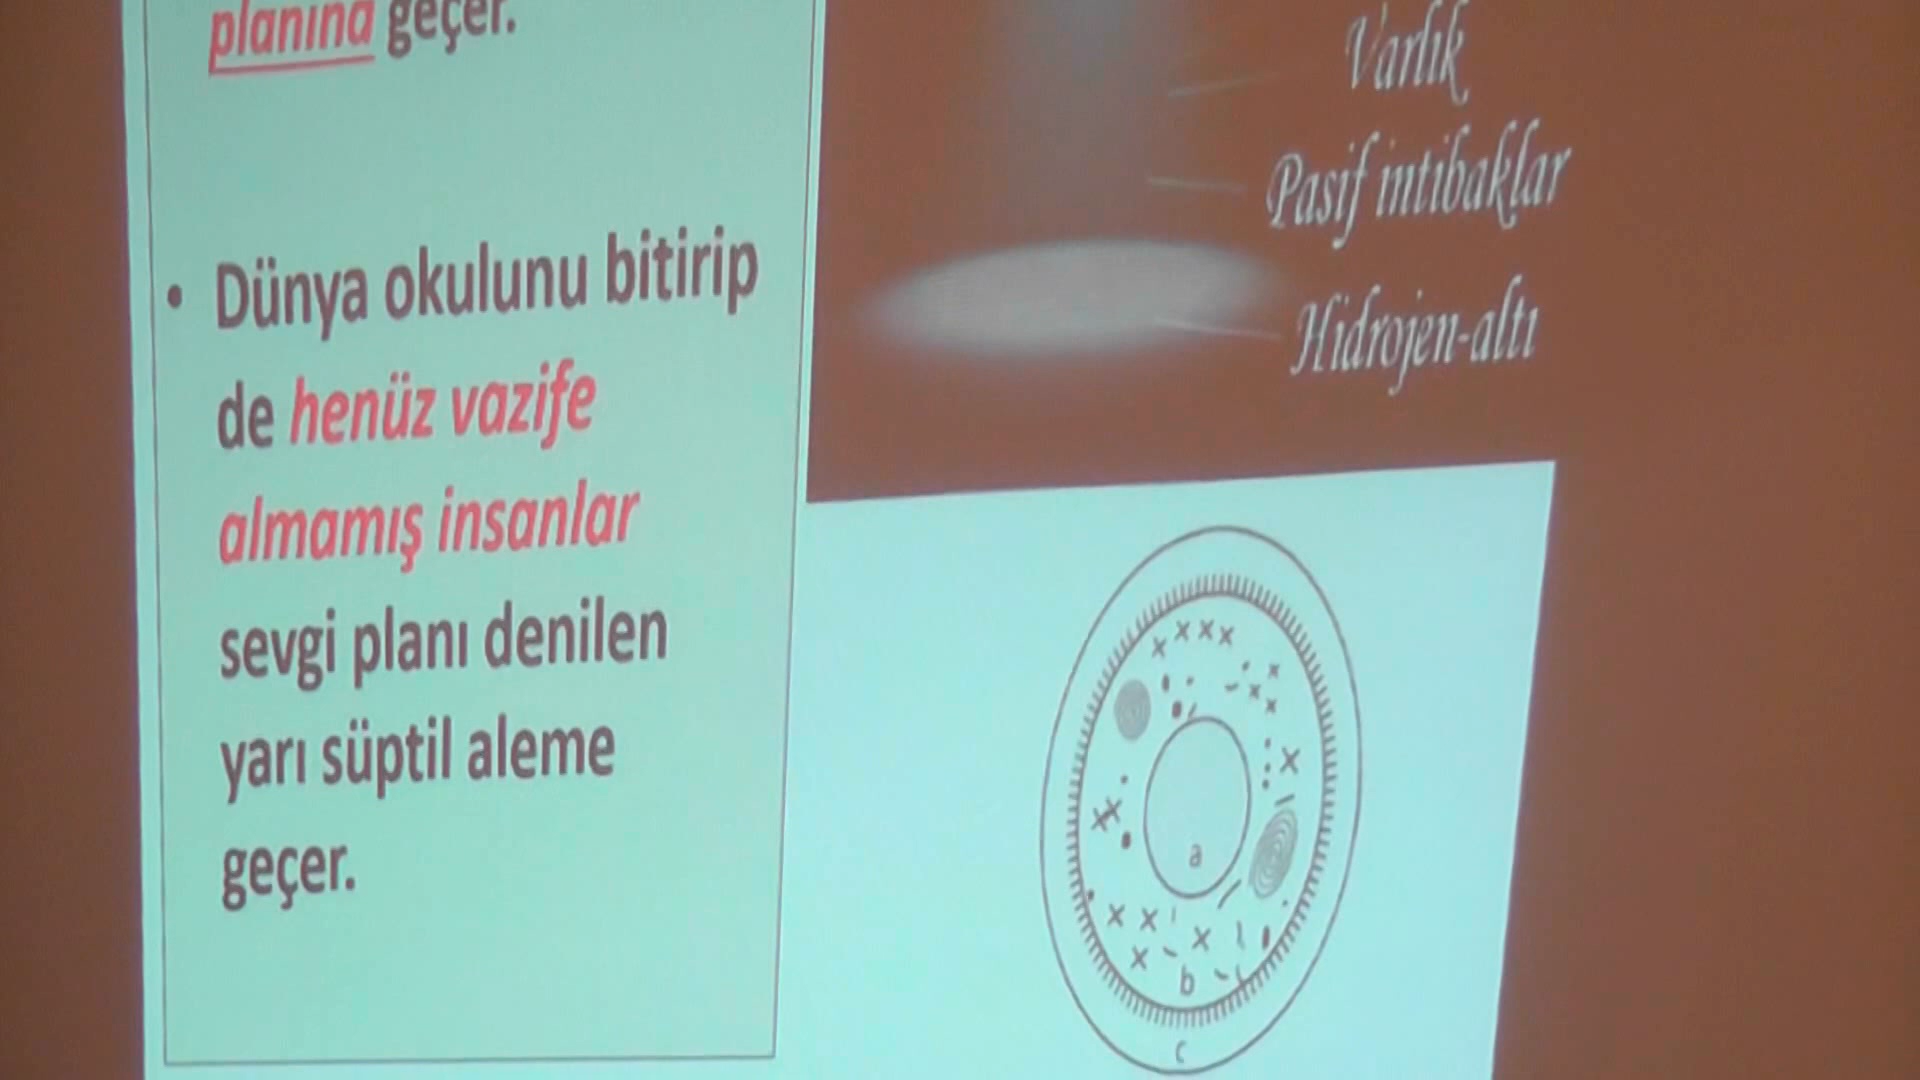 planına geçer.
• Dünya okulunu bitirip
de henüz vazife
almamış insanlar
sevgi planı denilen
yarı süptil aleme
geçer.
Varlık
Pasif intibaklar
Hidrojen-altı
a
b
c